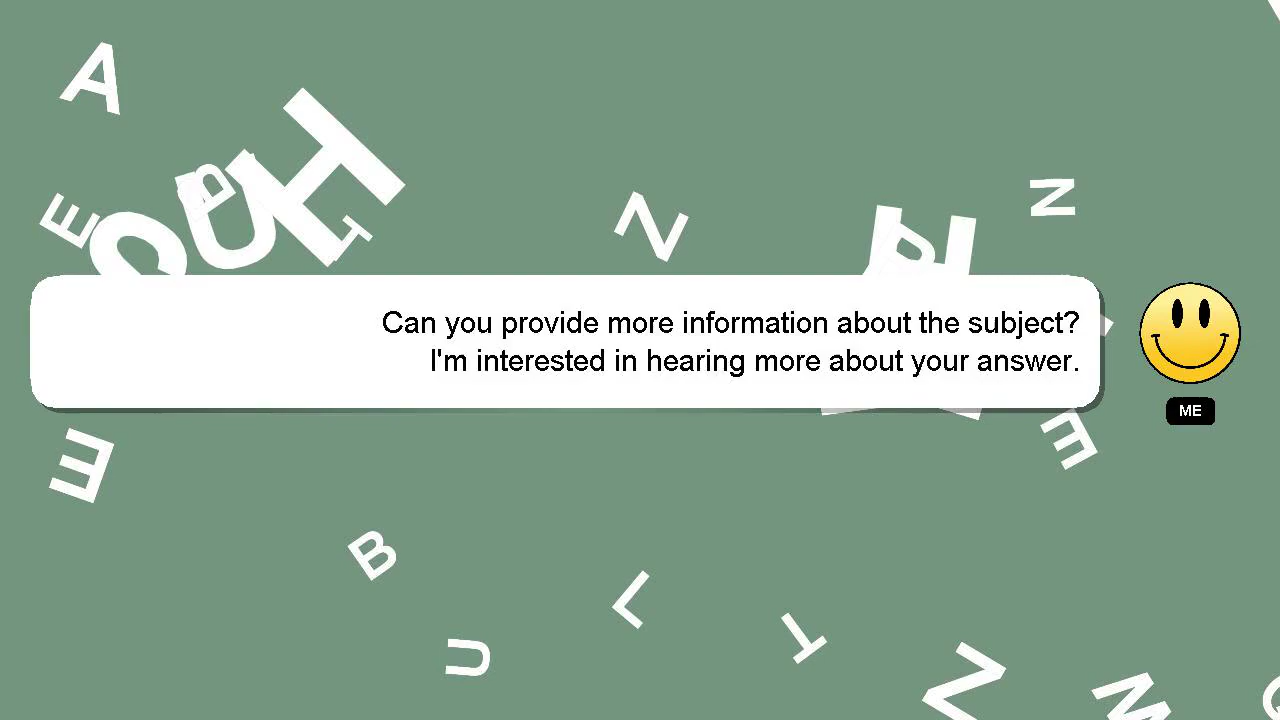 A
H
D
U
E
C
L
Z
N
Can you provide more information about the subject?
I'm interested in hearing more about your answer.
ME
E
E
B
L
U
T
Z
M